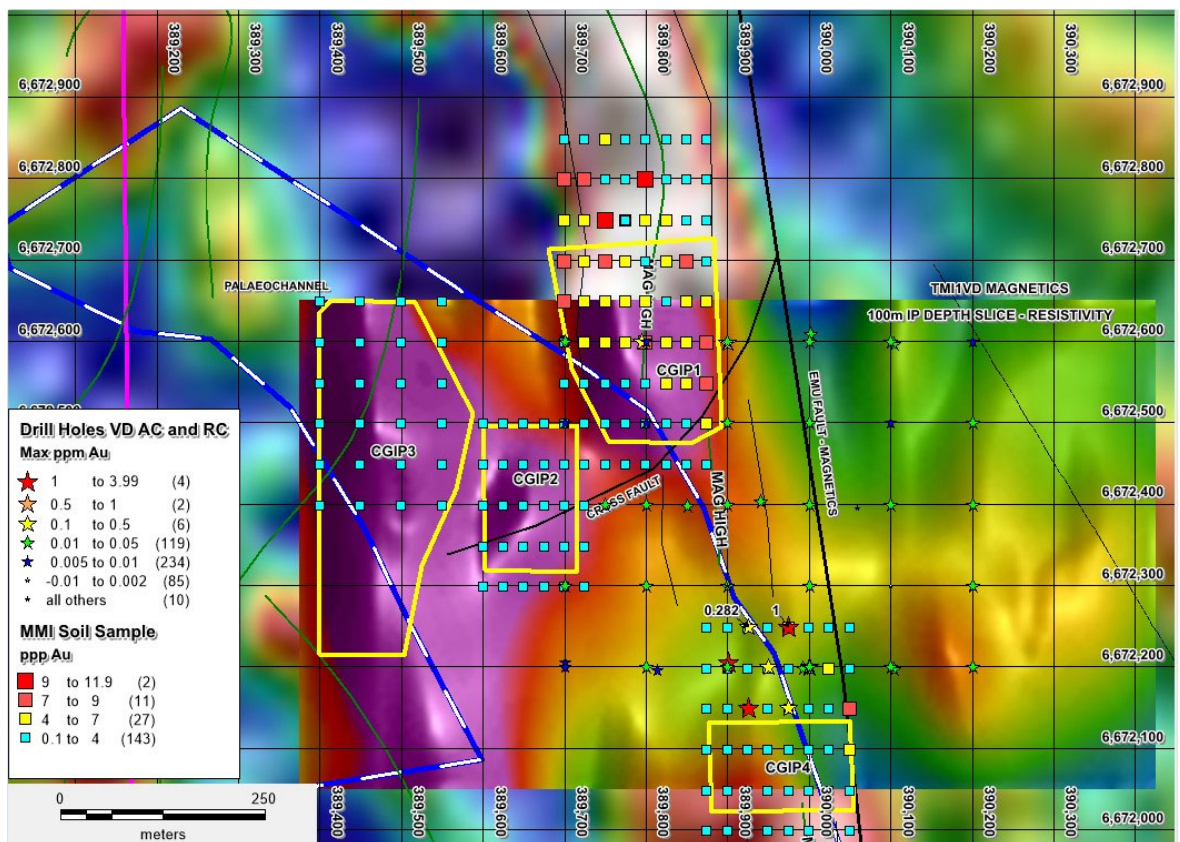 389,200
389,300
389,400
389,500
389,600
389,700
389,800
389,900
390,000
390,100
390,200
390,300
6,672,900
6,672,900
6,672,800
6,672,800
6,672,700
6,672,700
MAG HIGH
PALAEOCHANNEL
TMI1VD MAGNETICS
100m IP DEPTH SLICE - RESISTIVITY
6,672,600
6,672,600
CGIP1
EMU FAULT - MAGNETICS
6,672,500
CGIP3
CGIP2
CROSS FAULT
MAG HIGH
6,672,400
6,672,300
0.282
1
6,672,200
6,672,100
CGIP4
6,672,000
Drill Holes VD AC and RC
Max ppm Au
1 to 3.99 (4)
0.5 to 1 (2)
0.1 to 0.5 (6)
0.01 to 0.05 (119)
0.005 to 0.01 (234)
-0.01 to 0.002 (85)
all others (10)
MMI Soil Sample
ppp Au
9 to 11.9 (2)
7 to 9 (11)
4 to 7 (27)
0.1 to 4 (143)
0 250
meters
389,400
389,500
389,600
389,700
389,800
389,900
390,000
390,100
390,200
390,300